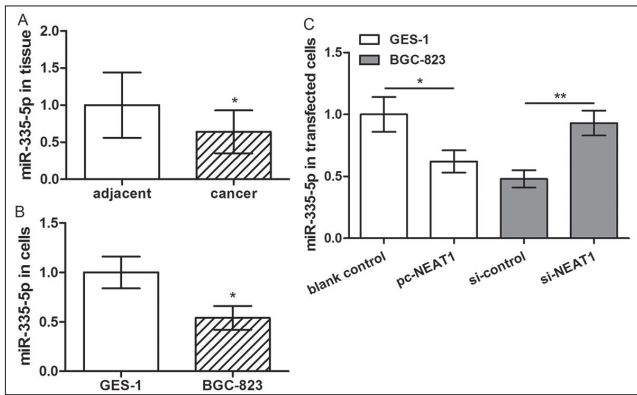 A
miR-335-5p in tissue
2.0
1.5
1.0
0.5
0.0
*
adjacent
cancer
B
miR-335-5p in cells
1.5
1.0
0.5
0.0
*
GES-1
BGC-823
C
GES-1
BGC-823
miR-335-5p in transfected cells
1.5
1.0
0.5
0.0
*
**
blank control
pc-NEAT1
si-control
si-NEAT1